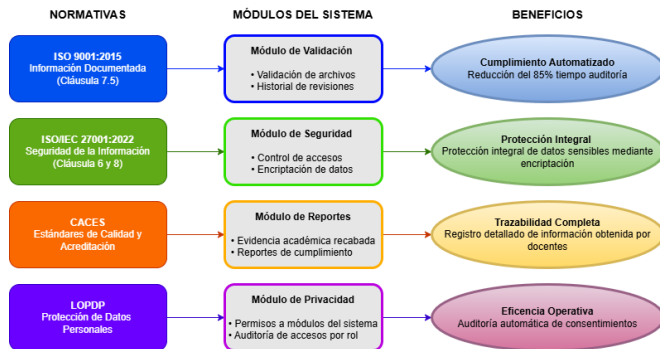 NORMATIVAS
MÓDULOS DEL SISTEMA
BENEFICIOS
ISO 9001:2015
Información Documentada
(Cláusula 7.5)
Módulo de Validación
• Validación de archivos
• Historial de revisiones
Cumplimiento Automatizado
Reducción del 85% tiempo auditoría
ISO/IEC 27001:2022
Seguridad de la Información
(Cláusula 6 y 8)
Módulo de Seguridad
• Control de accesos
• Encriptación de datos
Protección Integral
Protección integral de datos sensibles mediante
encriptación
CACES
Estándares de Calidad y
Acreditación
Módulo de Reportes
• Evidencia académica recabada
• Reportes de cumplimiento
Trazabilidad Completa
Registro detallado de información obtenida por
docentes
LOPDP
Protección de Datos
Personales
Módulo de Privacidad
• Permisos a módulos del sistema
• Auditoría de accesos por rol
Eficencia Operativa
Auditoría automática de consentimientos